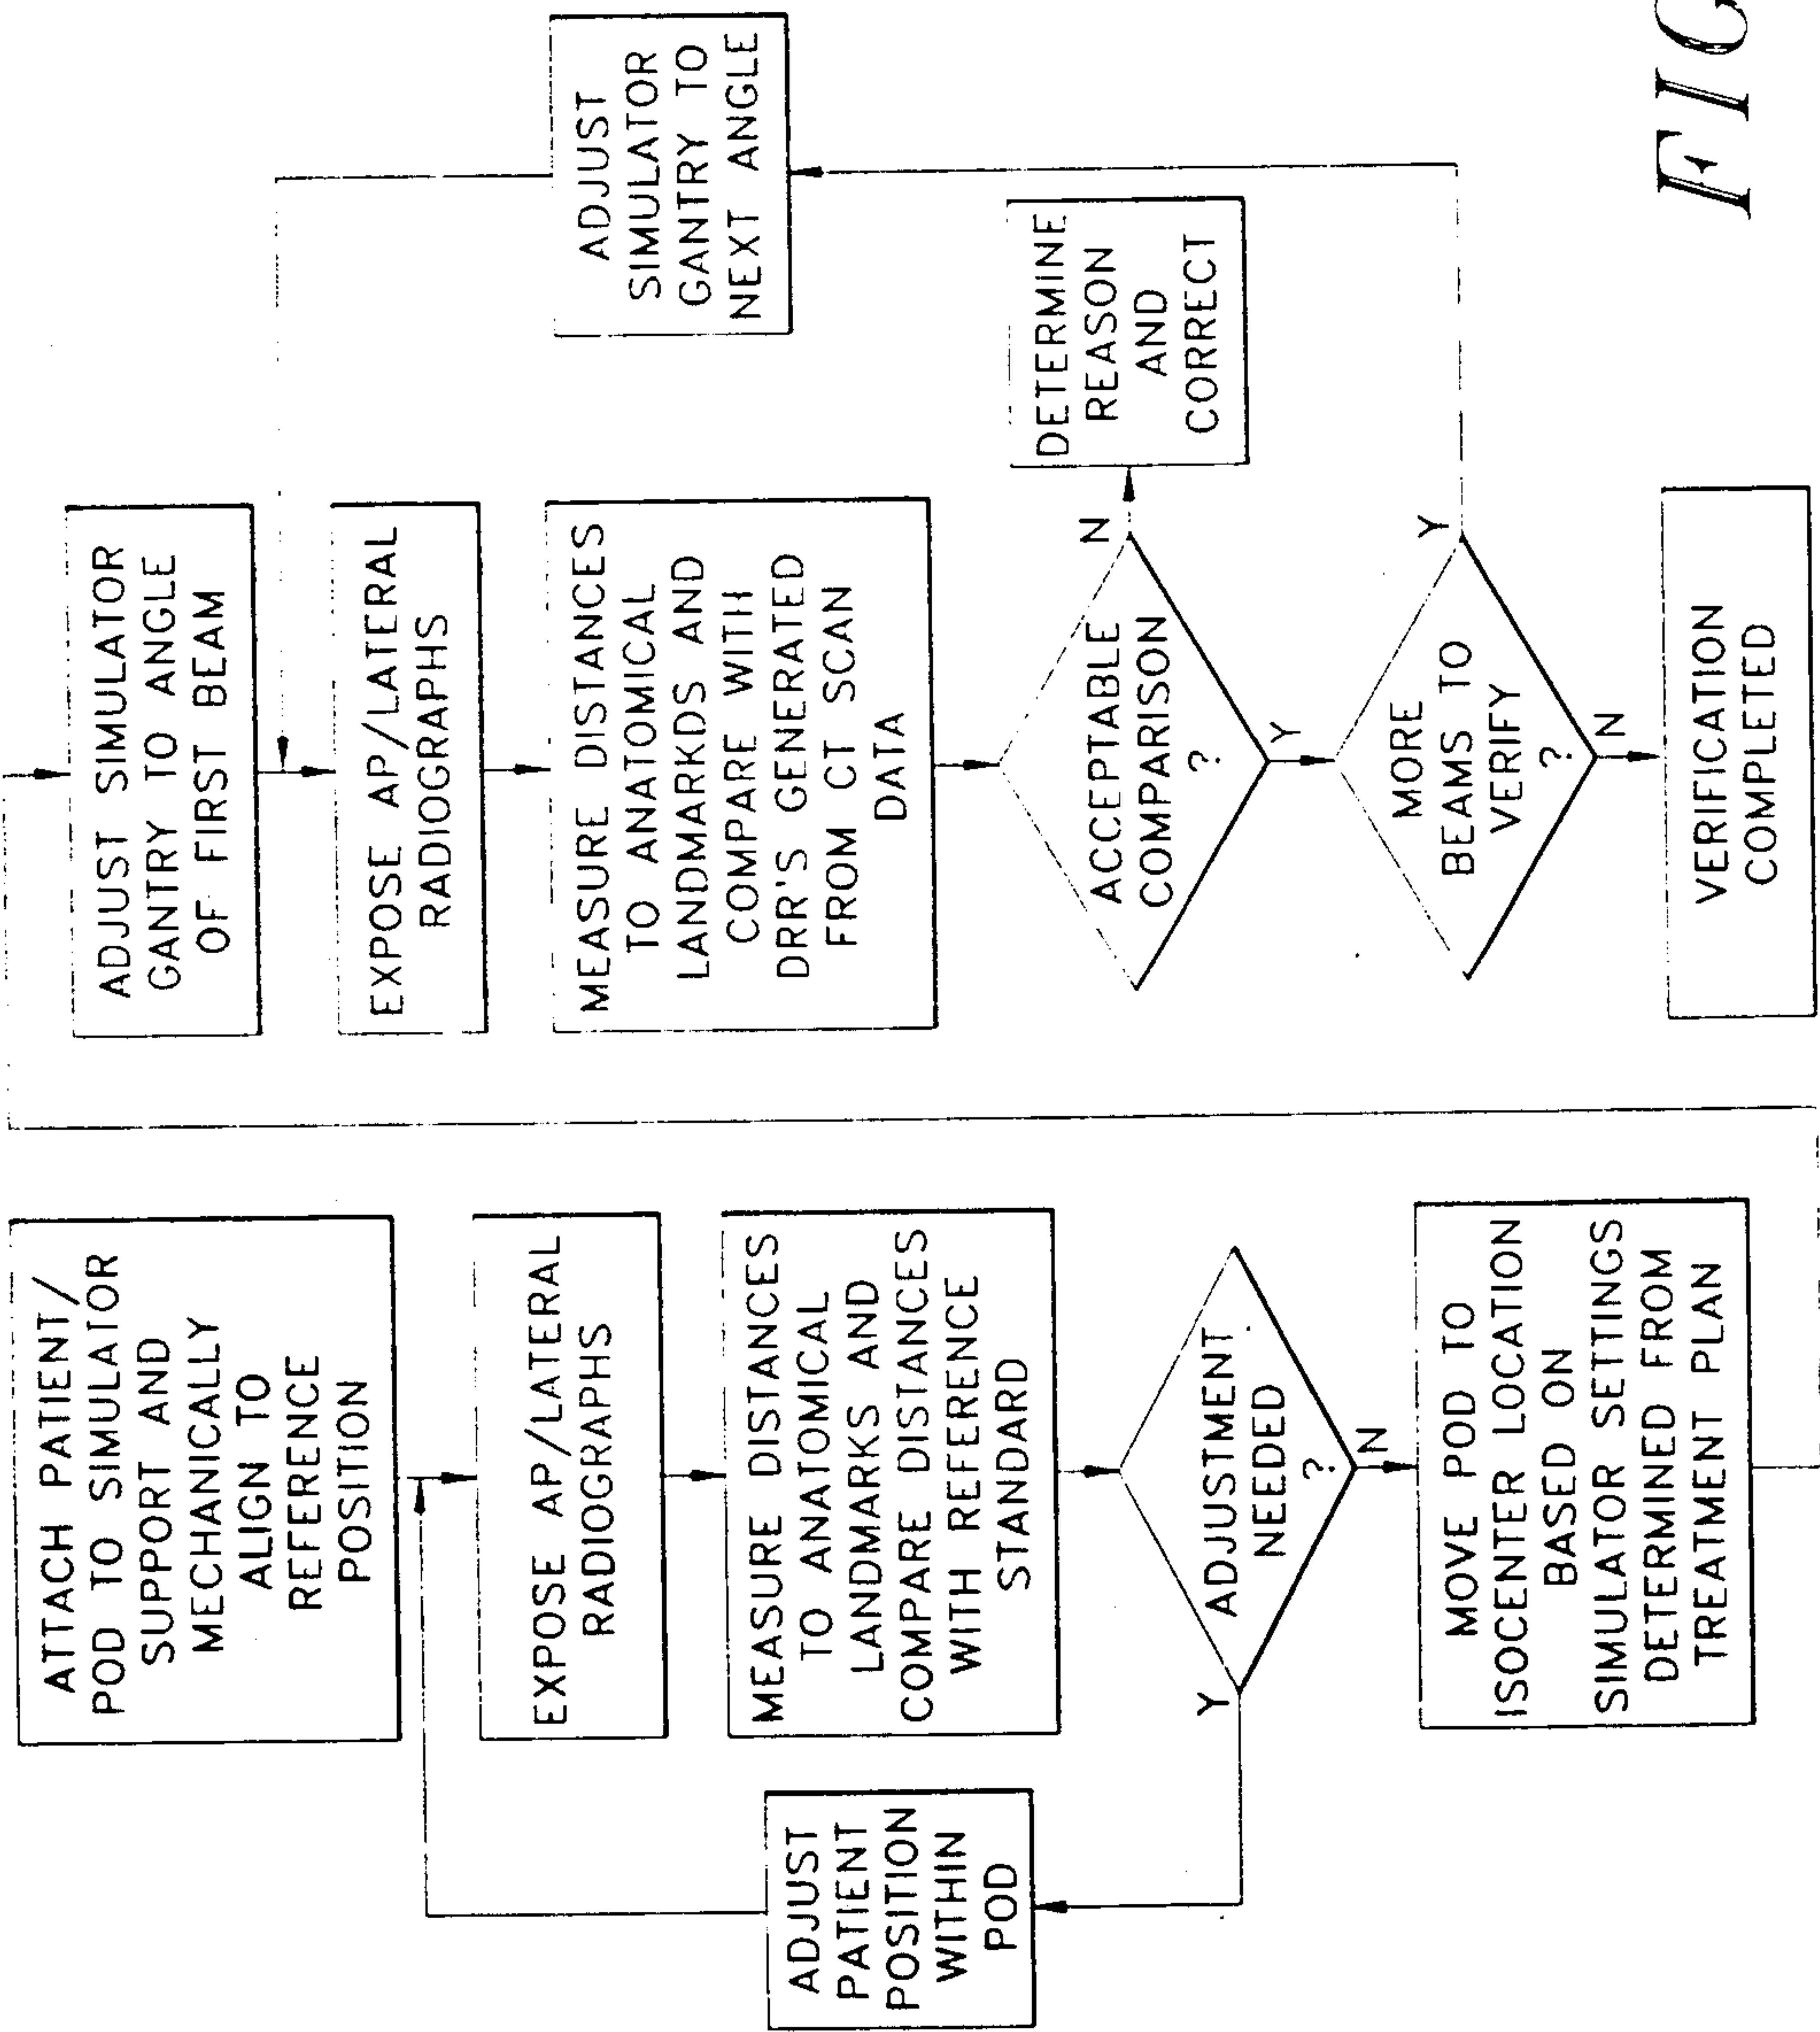 ATTACH PATIENT/
POD TO SIMULATOR
SUPPORT AND
MECHANICALLY
ALIGN TO
REFERENCE
POSITION
EXPOSE AP/LATERAL
RADIOGRAPHS
MEASURE DISTANCES
TO ANATOMICAL
LANDMARKS AND
COMPARE DISTANCES
WITH REFERENCE
STANDARD
ADJUSTMENT
NEEDED
?
Y
N
ADJUST
PATIENT
POSITION
WITHIN
POD
MOVE POD TO
ISOCENTER LOCATION
BASED ON
SIMULATOR SETTINGS
DETERMINED FROM
TREATMENT PLAN
ADJUST SIMULATOR
GANTRY TO ANGLE
OF FIRST BEAM
EXPOSE AP/LATERAL
RADIOGRAPHS
MEASURE DISTANCES
TO ANATOMICAL
LANDMARKDS AND
COMPARE WITH
DRR'S GENERATED
FROM CT SCAN
DATA
ACCEPTABLE
COMPARISON
?
N
Y
DETERMINE
REASON
AND
CORRECT
MORE
BEAMS TO
VERIFY
?
Y
N
ADJUST
SIMULATOR
GANTRY TO
NEXT ANGLE
VERIFICATION
COMPLETED
FIG